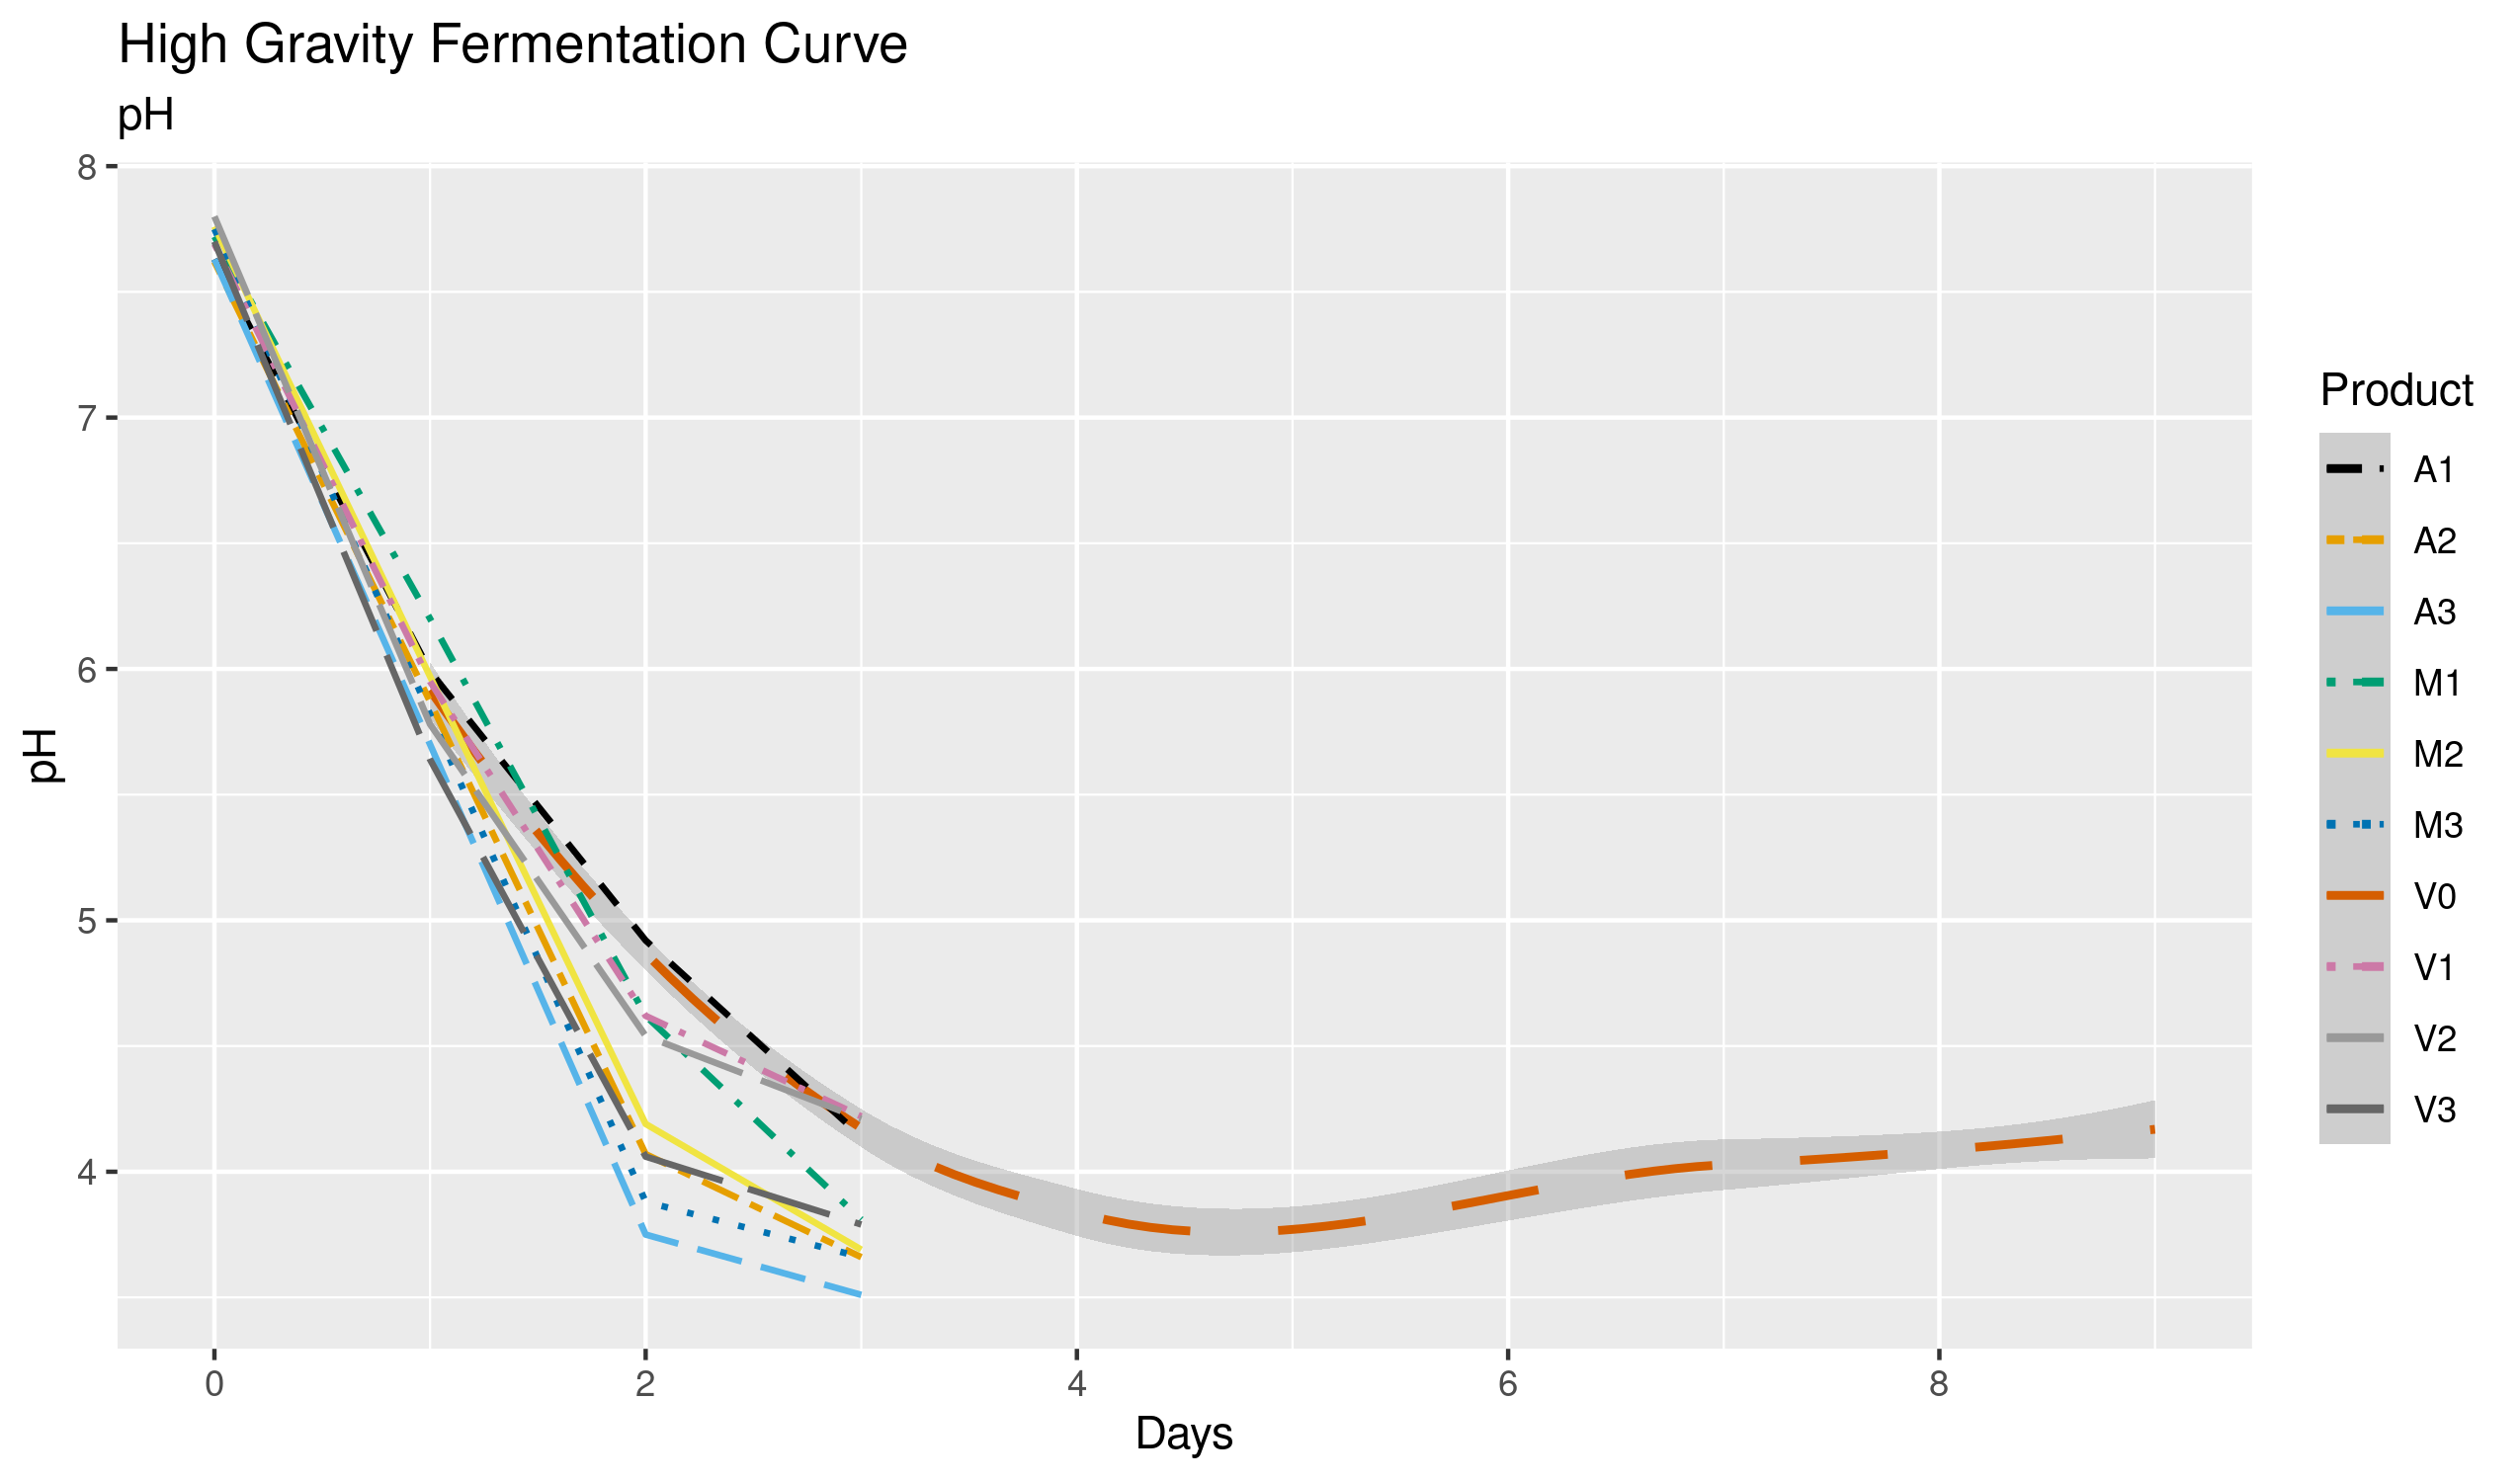 High Gravity Fermentation Curve
pH
8
7
6
5
4
pH
0 2 4 6 8
Days
Product
A1
A2
A3
M1
M2
M3
V0
V1
V2
V3